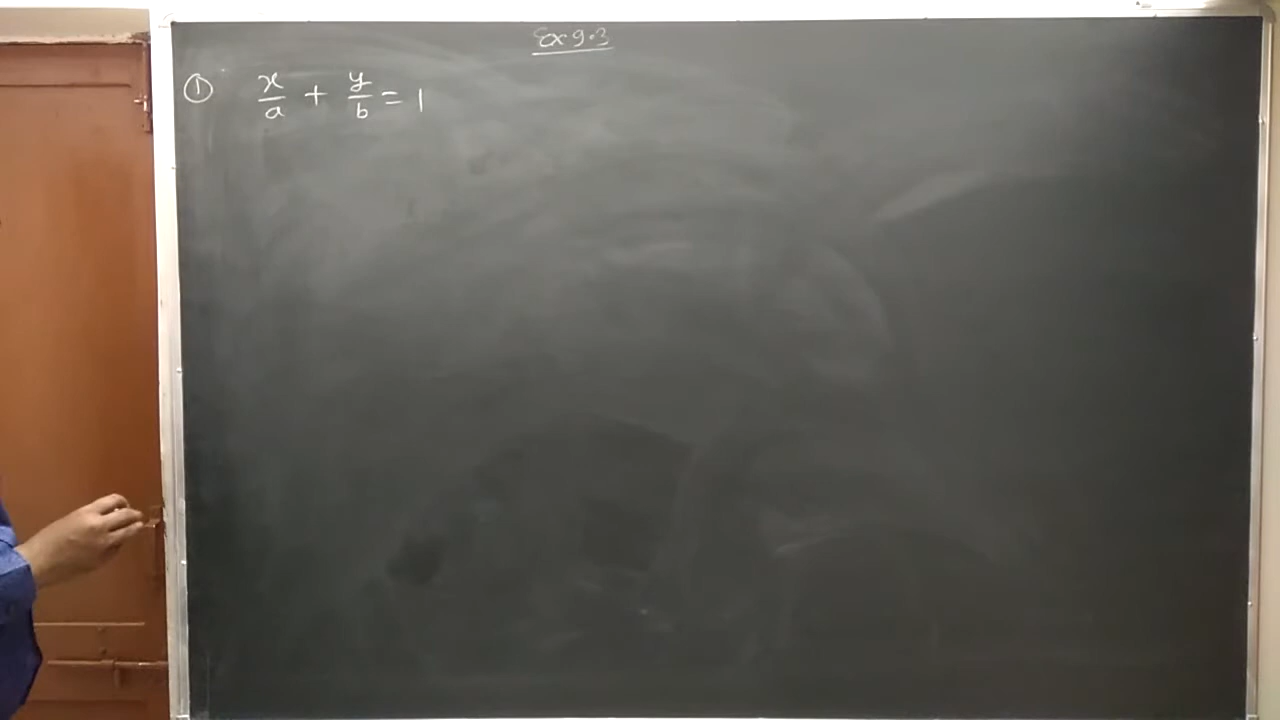 Ex 9.3
① x/a + y/b = 1